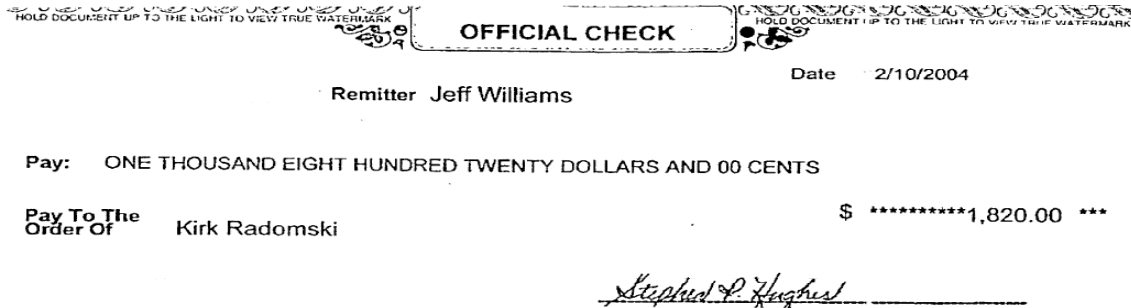 HOLD DOCUMENT UP TO THE LIGHT TO VIEW TRUE WATERMARK
HOLD DOCUMENT UP TO THE LIGHT TO VIEW TRUE WATERMARK
OFFICIAL CHECK
Date 2/10/2004
Remitter Jeff Williams
Pay: ONE THOUSAND EIGHT HUNDRED TWENTY DOLLARS AND 00 CENTS
Pay To The
Order Of Kirk Radomski
$ **********1,820.00 ***
Stephen P. Hughes